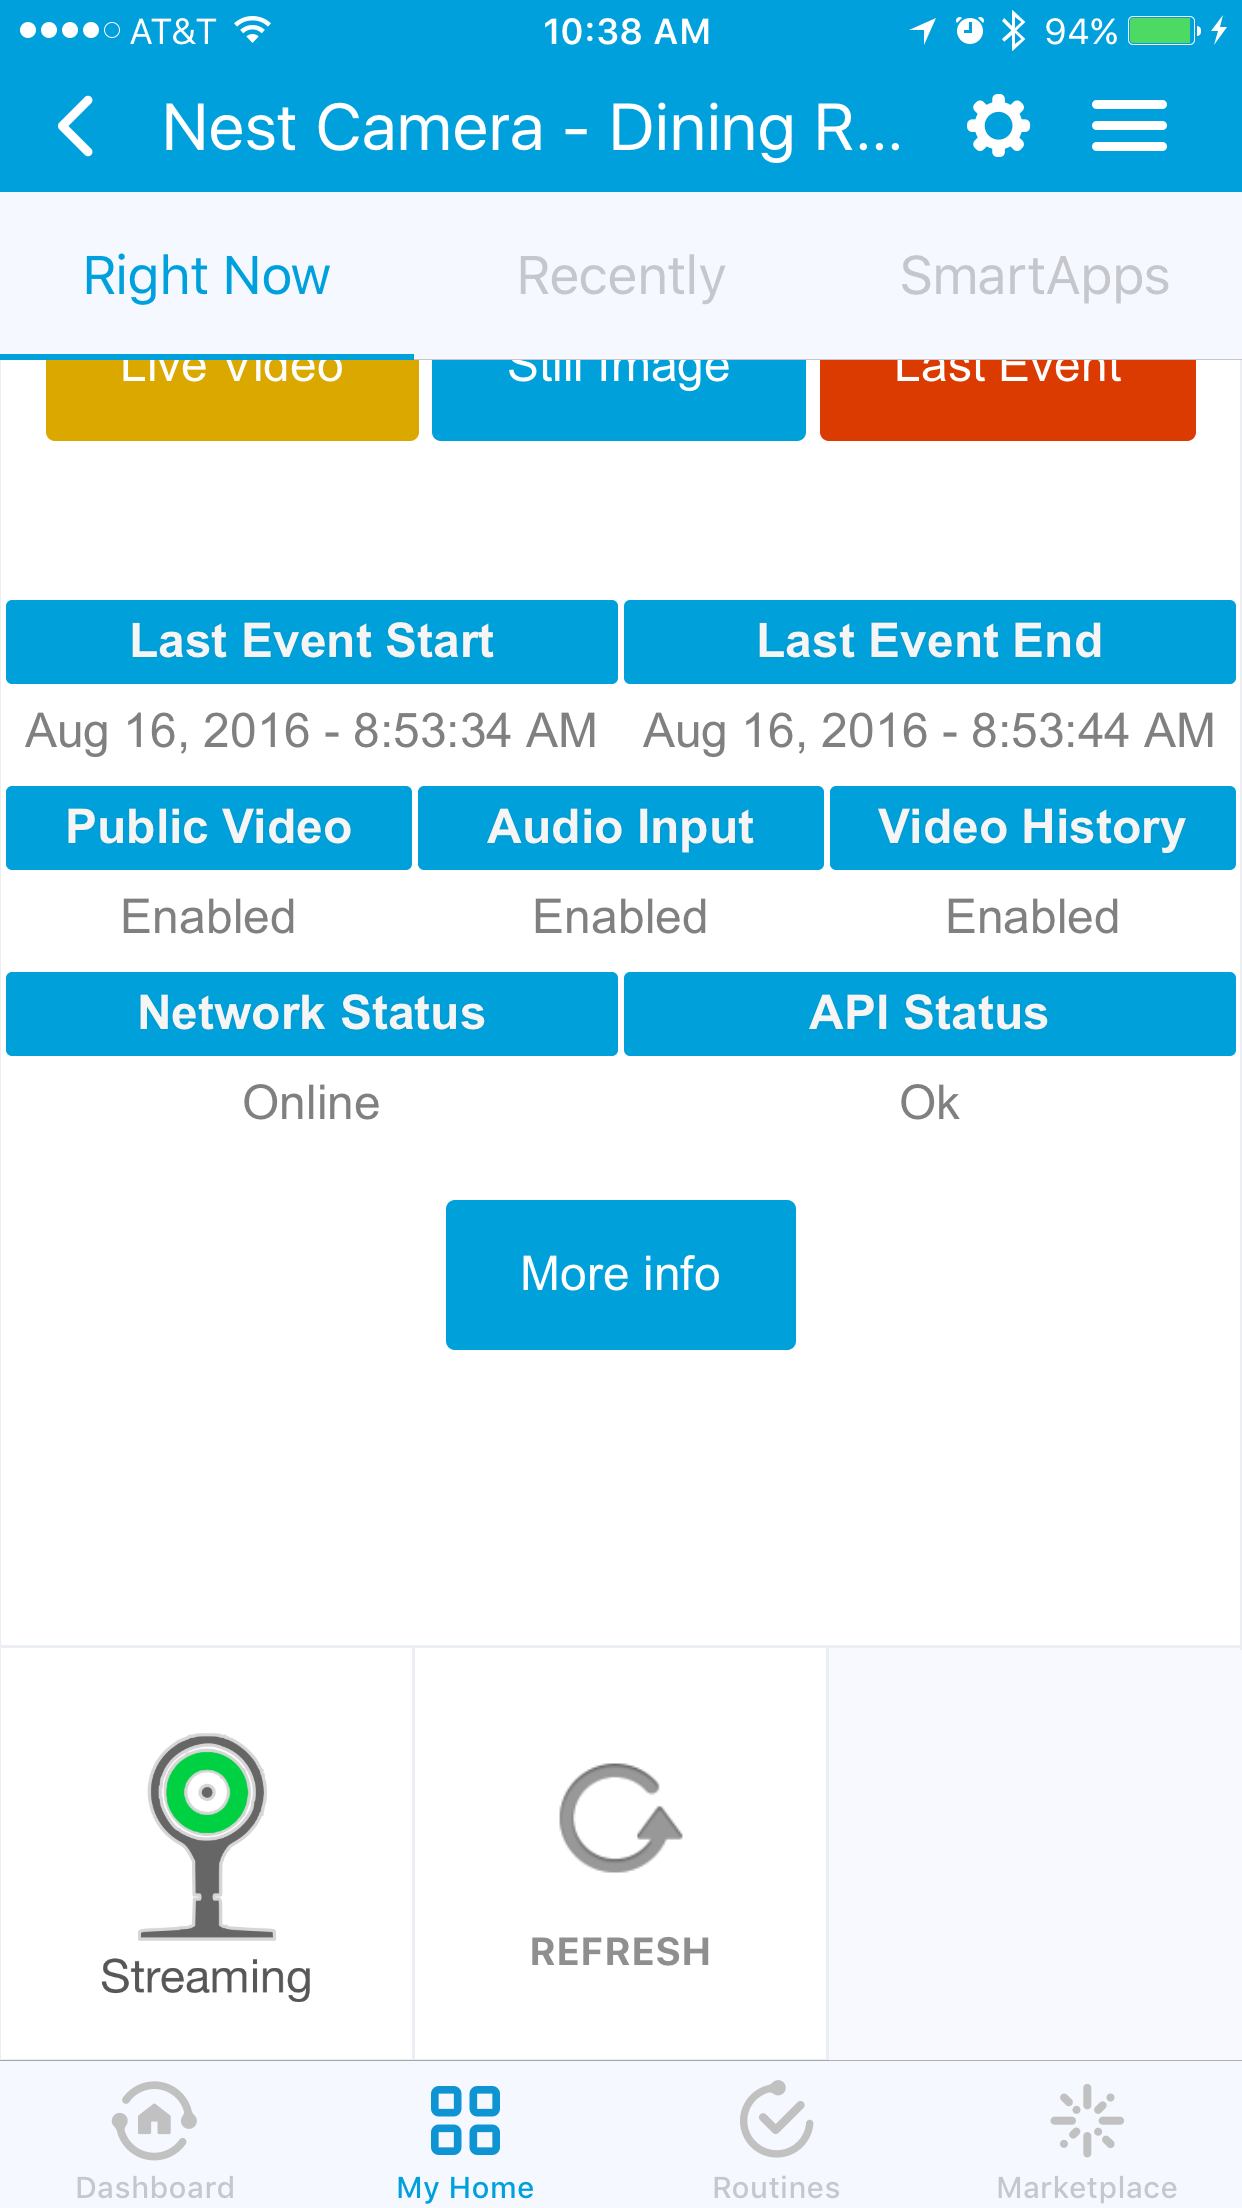 AT&T 10:38 AM 94%
Nest Camera - Dining R...
Right Now Recently SmartApps
Live Video Still Image Last Event
Last Event Start Last Event End
Aug 16, 2016 - 8:53:34 AM Aug 16, 2016 - 8:53:44 AM
Public Video Audio Input Video History
Enabled Enabled Enabled
Network Status API Status
Online Ok
More info
Streaming REFRESH
Dashboard My Home Routines Marketplace